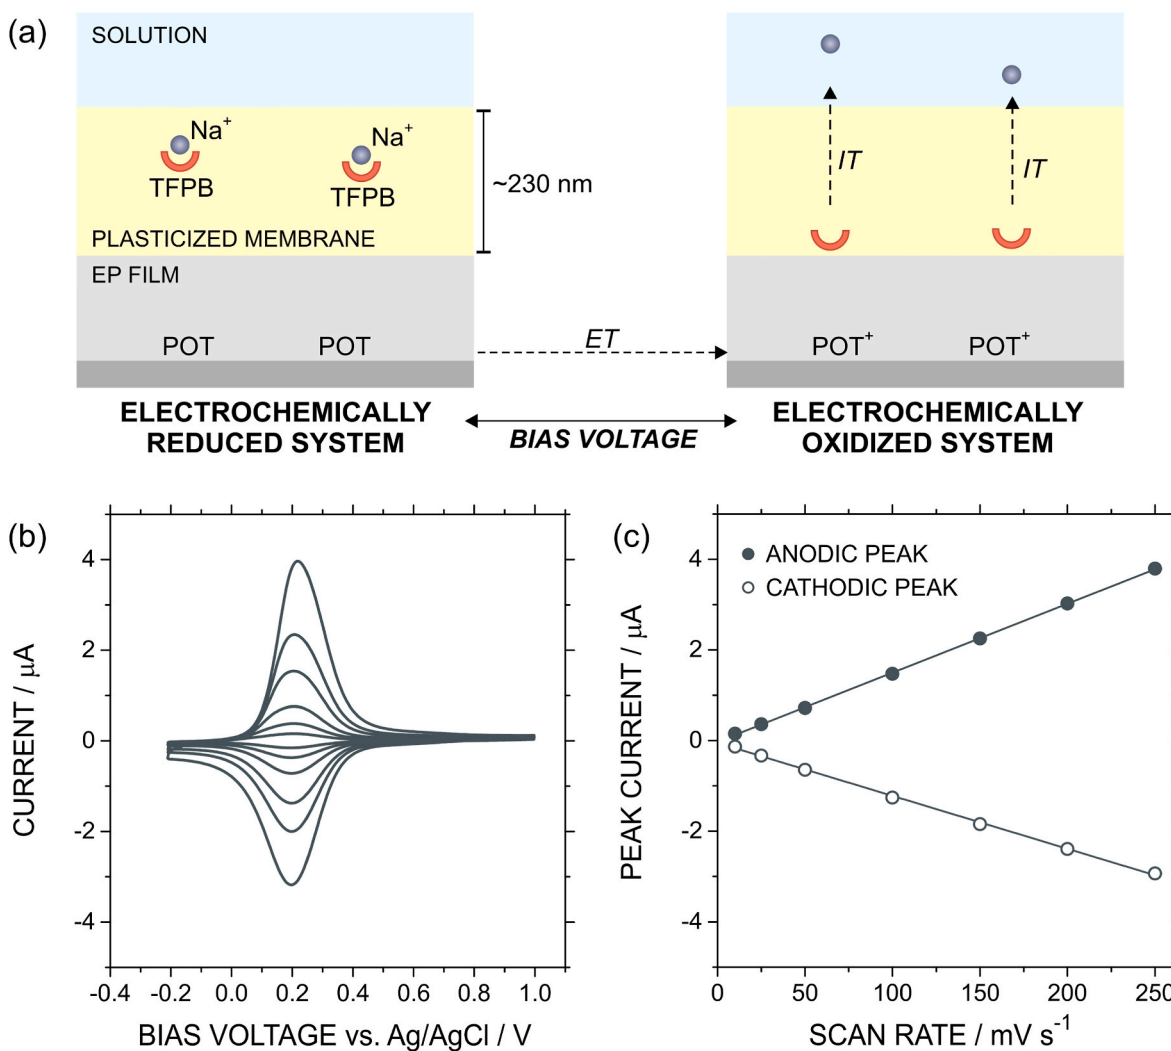 (a)
SOLUTION
Na⁺
Na⁺
TFPB
TFPB
~230 nm
PLASTICIZED MEMBRANE
EP FILM
POT
POT
ET
IT
IT
POT⁺
POT⁺
ELECTROCHEMICALLY
REDUCED SYSTEM
BIAS VOLTAGE
ELECTROCHEMICALLY
OXIDIZED SYSTEM
(b)
CURRENT / μA
4
2
0
-2
-4
-0.4 -0.2 0.0 0.2 0.4 0.6 0.8 1.0
BIAS VOLTAGE vs. Ag/AgCl / V
(c)
ANODIC PEAK
CATHODIC PEAK
PEAK CURRENT / μA
4
2
0
-2
-4
0 50 100 150 200 250
SCAN RATE / mV s⁻¹